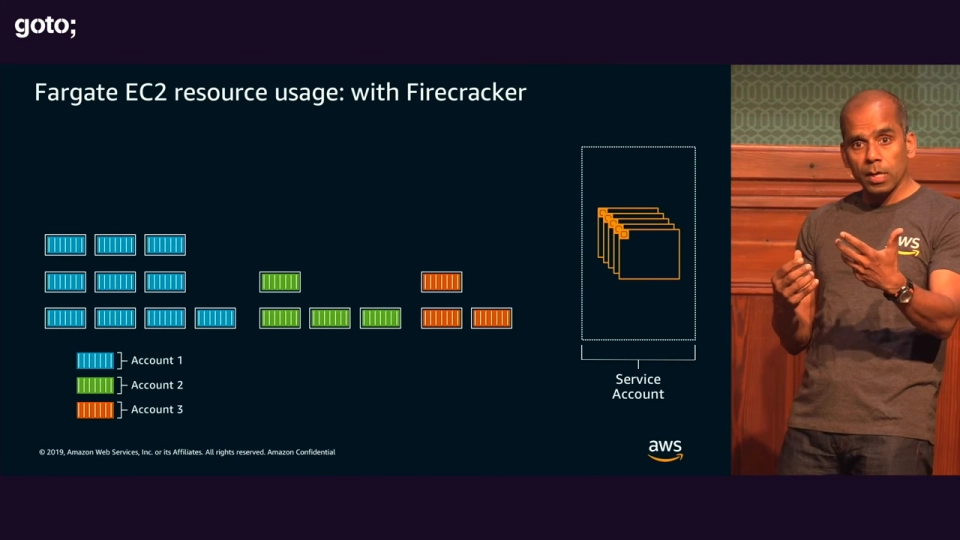 goto;
Fargate EC2 resource usage: with Firecracker
Account 1
Account 2
Account 3
Service
Account
© 2019, Amazon Web Services, Inc. or its Affiliates. All rights reserved. Amazon Confidential
aws